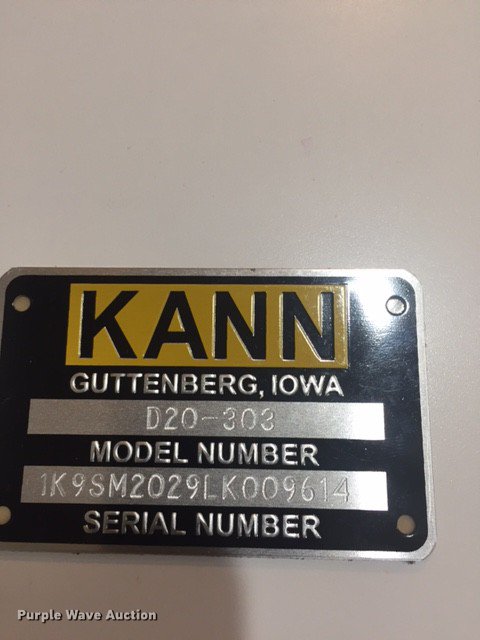 KANN
GUTTENBERG, IOWA
D20-303
MODEL NUMBER
1K9SM2029LK009614
SERIAL NUMBER
Purple Wave Auction